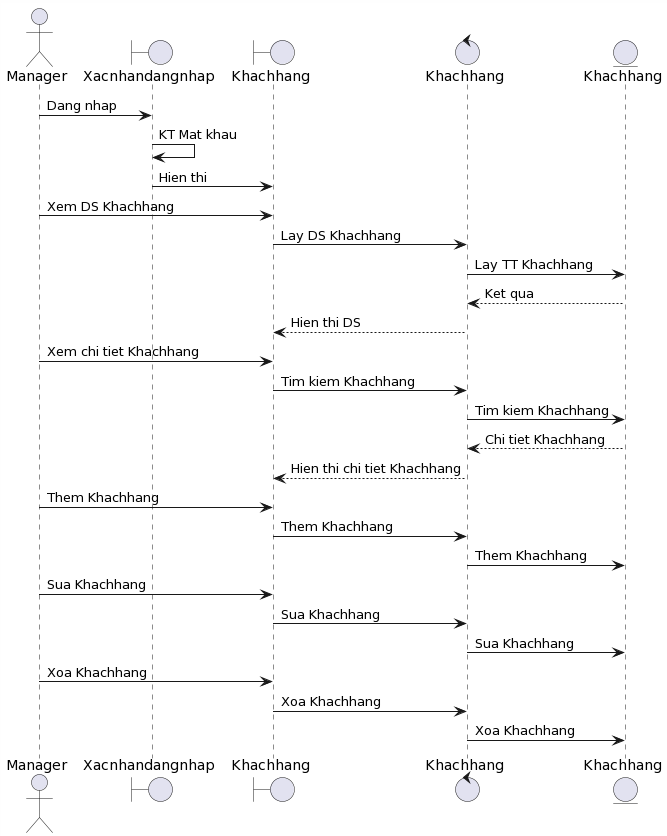 Manager Xacnhandangnhap Khachhang Khachhang Khachhang
Dang nhap
KT Mat khau
Hien thi
Xem DS Khachhang
Lay DS Khachhang
Lay TT Khachhang
Ket qua
Hien thi DS
Xem chi tiet Khachhang
Tim kiem Khachhang
Tim kiem Khachhang
Chi tiet Khachhang
Hien thi chi tiet Khachhang
Them Khachhang
Them Khachhang
Them Khachhang
Sua Khachhang
Sua Khachhang
Sua Khachhang
Xoa Khachhang
Xoa Khachhang
Xoa Khachhang
Manager Xacnhandangnhap Khachhang Khachhang Khachhang